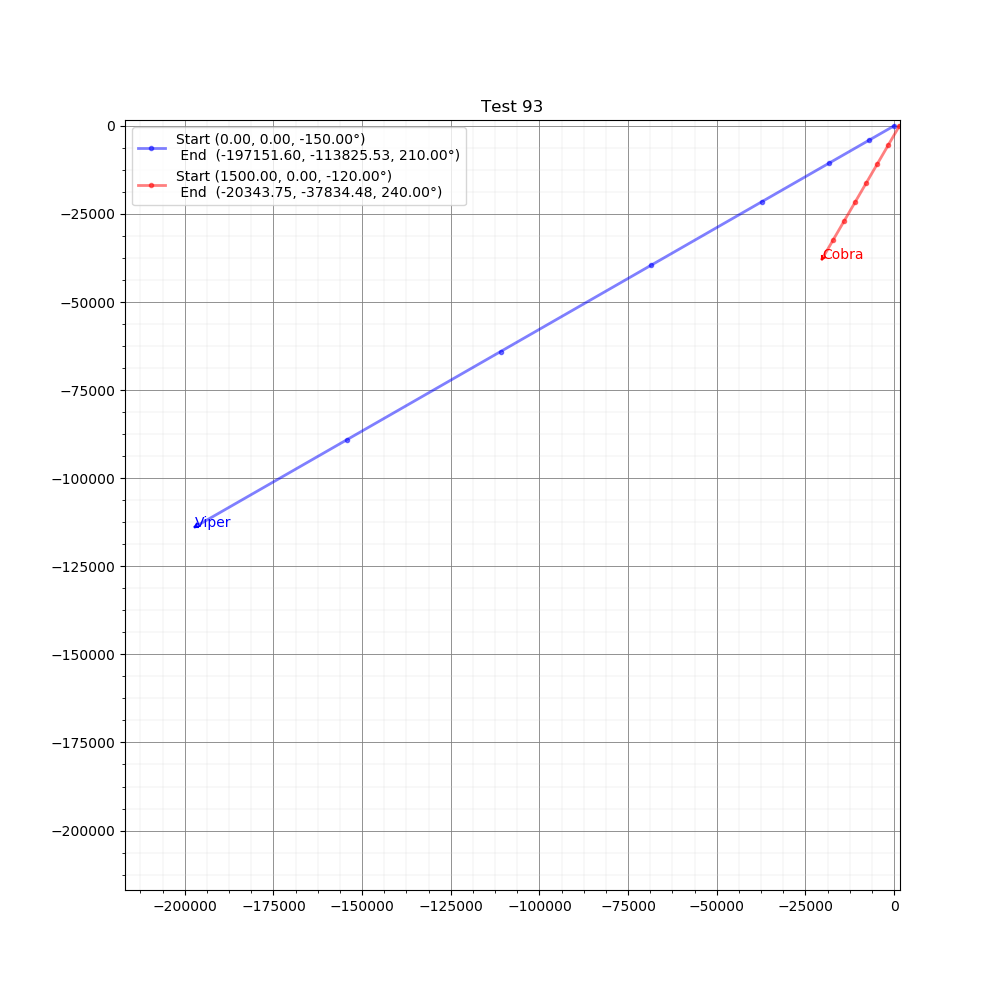 Test 93
0
Start (0.00, 0.00, -150.00°)
End  (-197151.60, -113825.53, 210.00°)
Start (1500.00, 0.00, -120.00°)
End  (-20343.75, -37834.48, 240.00°)
−25000
Cobra
−50000
−75000
−100000
Viper
−125000
−150000
−175000
−200000
−200000 −175000 −150000 −125000 −100000 −75000 −50000 −25000 0